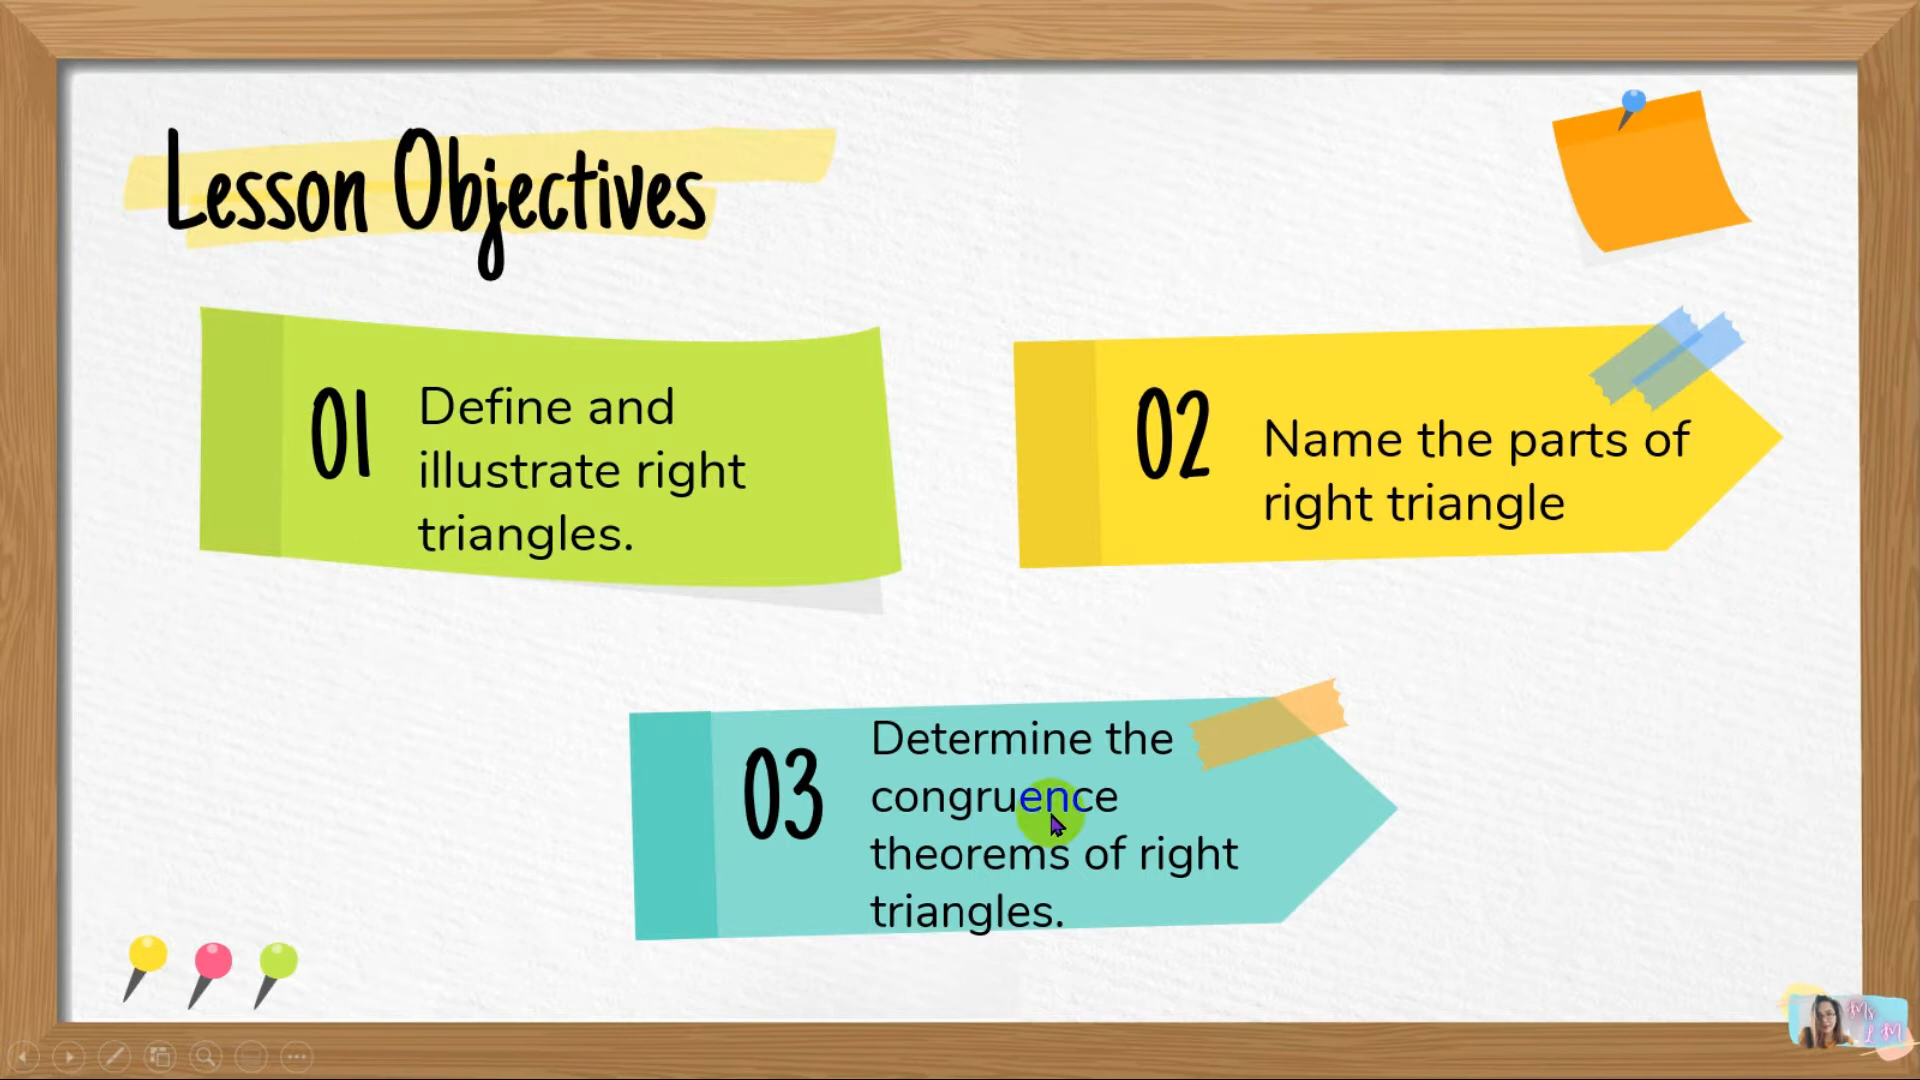 Lesson Objectives
01
Define and
illustrate right
triangles.
02
Name the parts of
right triangle
03
Determine the
congruence
theorems of right
triangles.
Ms
L M